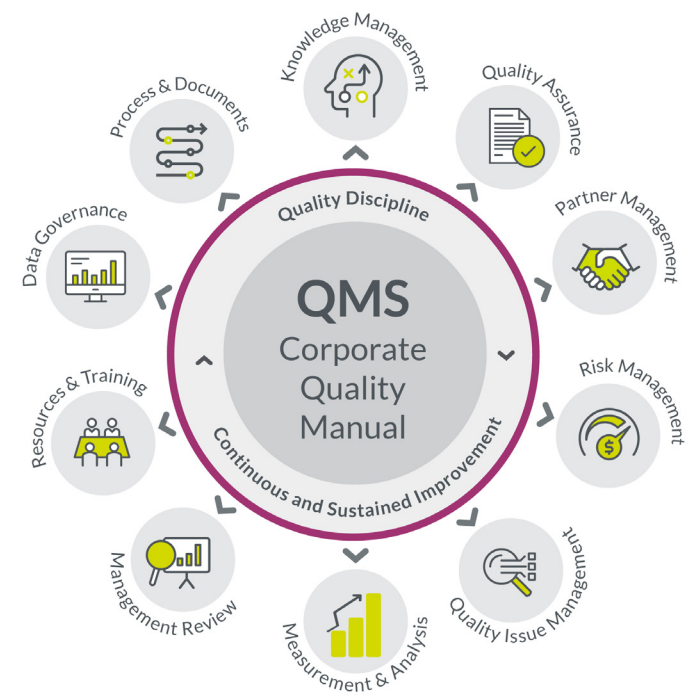 Knowledge Management
Quality Assurance
Partner Management
Risk Management
$
Quality Issue Management
Measurement & Analysis
Management Review
Resources & Training
Data Governance
Process & Documents
Quality Discipline
QMS
Corporate
Quality
Manual
Continuous and Sustained Improvement